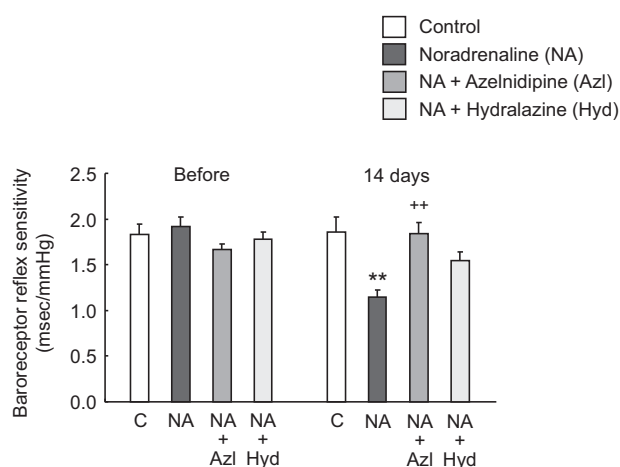 Control
Noradrenaline (NA)
NA + Azelnidipine (Azl)
NA + Hydralazine (Hyd)
Baroreceptor reflex sensitivity
(msec/mmHg)
2.5
2.0
1.5
1.0
0.5
0.0
Before
14 days
**
++
C NA NA NA C NA NA NA
+ + + +
Azl Hyd Azl Hyd